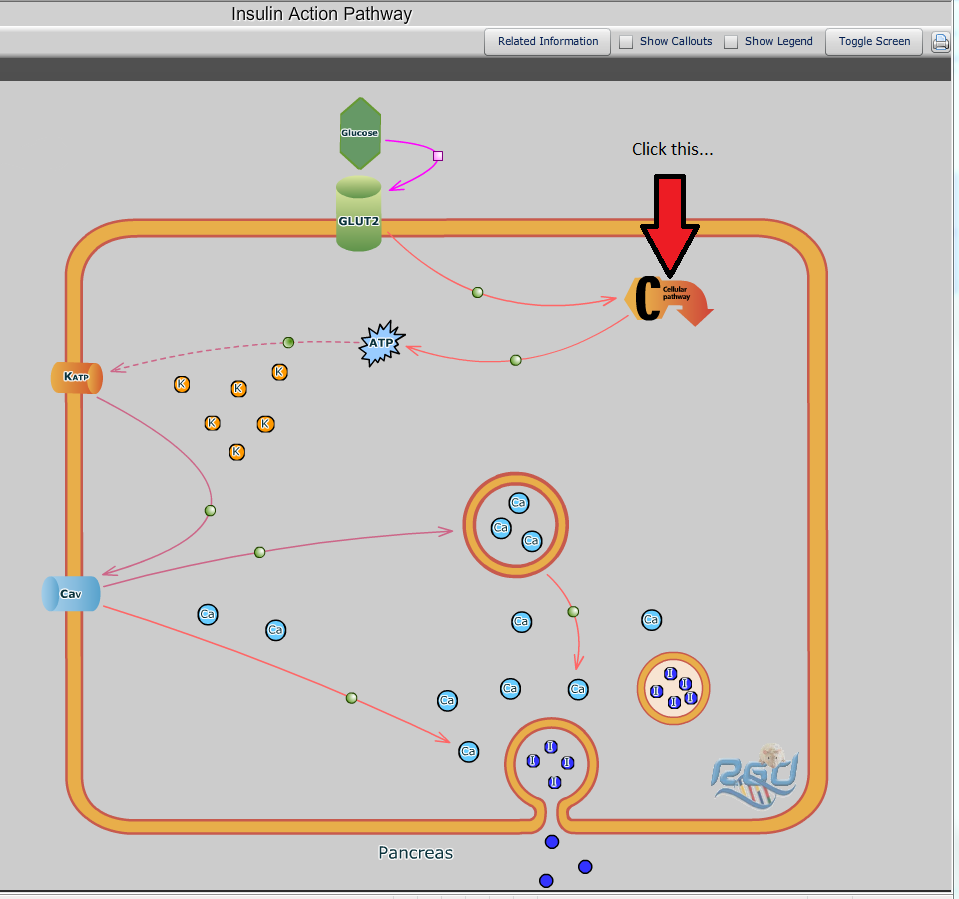 Insulin Action Pathway
Related Information
Show Callouts
Show Legend
Toggle Screen
Glucose
Click this...
GLUT2
C
Cellular
pathway
ATP
KATP
K
K
K
K
K
K
Ca
Ca
Ca
Cav
Ca
Ca
Ca
Ca
Ca
Ca
Ca
Ca
I
I
I
I
I
I
I
I
I
RGD
Pancreas